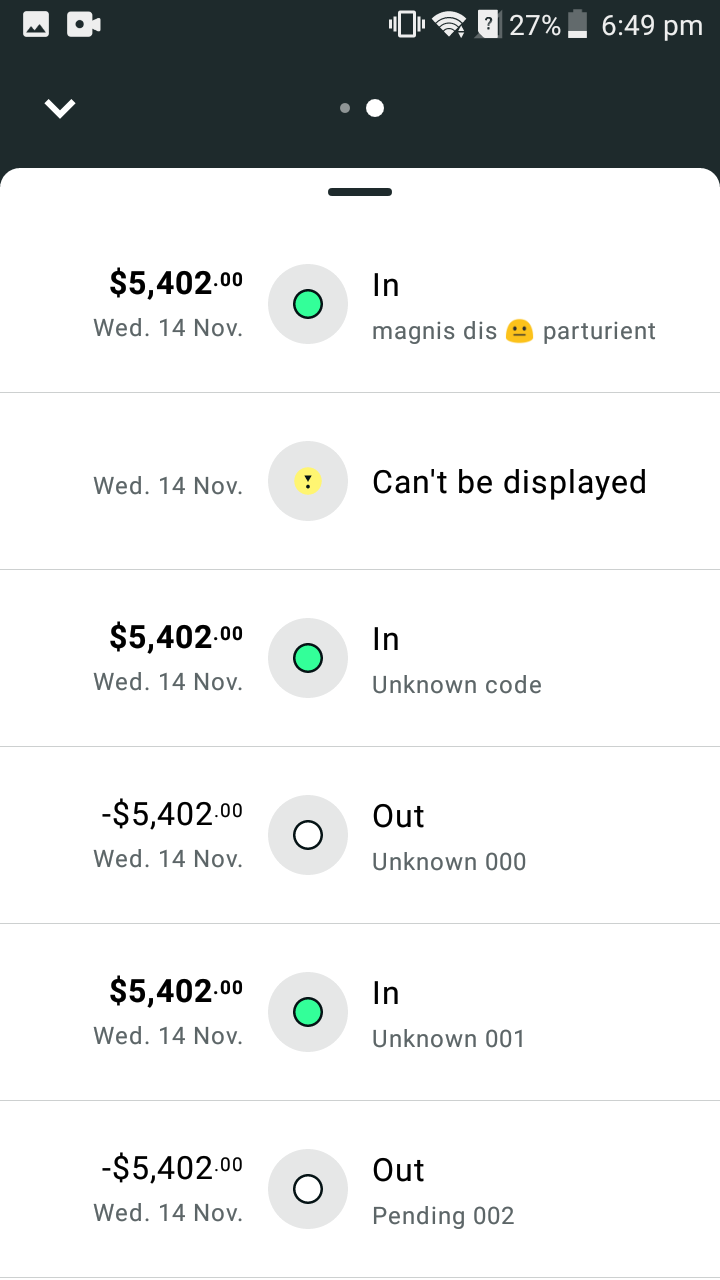 27% 6:49 pm
$5,402.00 In
Wed. 14 Nov. magnis dis 😐 parturient
Wed. 14 Nov. Can't be displayed
$5,402.00 In
Wed. 14 Nov. Unknown code
-$5,402.00 Out
Wed. 14 Nov. Unknown 000
$5,402.00 In
Wed. 14 Nov. Unknown 001
-$5,402.00 Out
Wed. 14 Nov. Pending 002